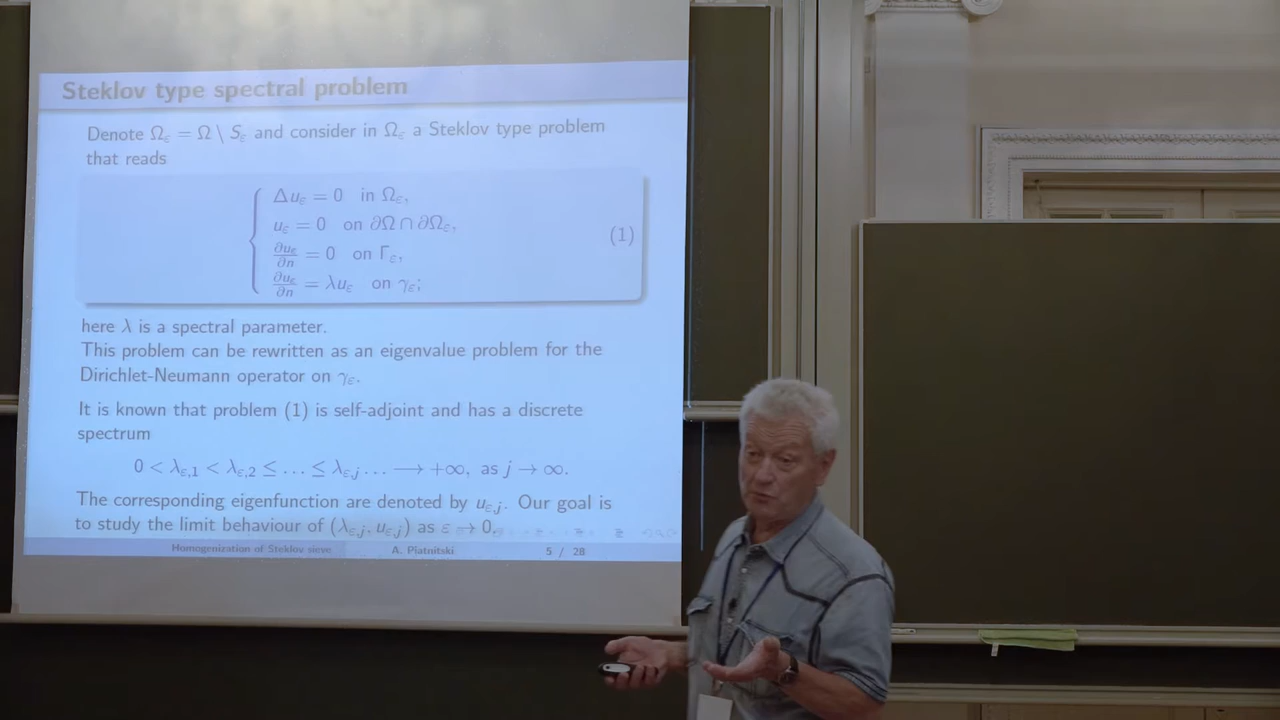 Steklov type spectral problem
Denote Ωε = Ω \ Sε and consider in Ωε a Steklov type problem
that reads
Δuε = 0 in Ωε,
uε = 0 on ∂Ω ∩ ∂Ωε,
∂uε/∂n = 0 on Γε,
(1)
∂uε/∂n = λuε on γε;
here λ is a spectral parameter.
This problem can be rewritten as an eigenvalue problem for the
Dirichlet-Neumann operator on γε.
It is known that problem (1) is self-adjoint and has a discrete
spectrum
0 < λε,1 < λε,2 ≤ … ≤ λε,j … ⟶ +∞, as j → ∞.
The corresponding eigenfunction are denoted by uε,j. Our goal is
to study the limit behaviour of (λε,j, uε,j) as ε → 0.
Homogenization of Steklov sieve A. Piatnitski 5 / 28